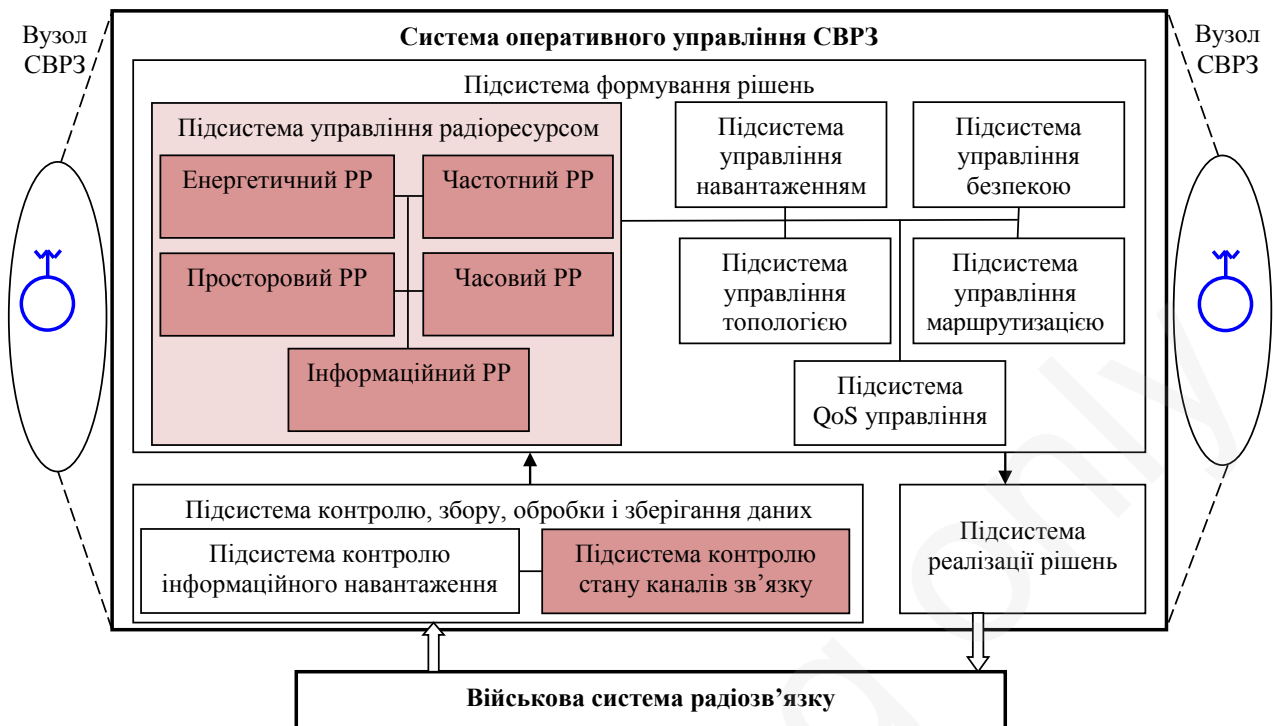 Вузол
СВРЗ
Система оперативного управління СВРЗ
Вузол
СВРЗ
Підсистема формування рішень
Підсистема управління радіоресурсом
Енергетичний РР
Частотний РР
Просторовий РР
Часовий РР
Інформаційний РР
Підсистема
управління
навантаженням
Підсистема
управління
безпекою
Підсистема
управління
топологією
Підсистема
управління
маршрутизацією
Підсистема
QoS управління
Підсистема контролю, збору, обробки і зберігання даних
Підсистема контролю
інформаційного навантаження
Підсистема контролю
стану каналів зв’язку
Підсистема
реалізації рішень
Військова система радіозв’язку
only